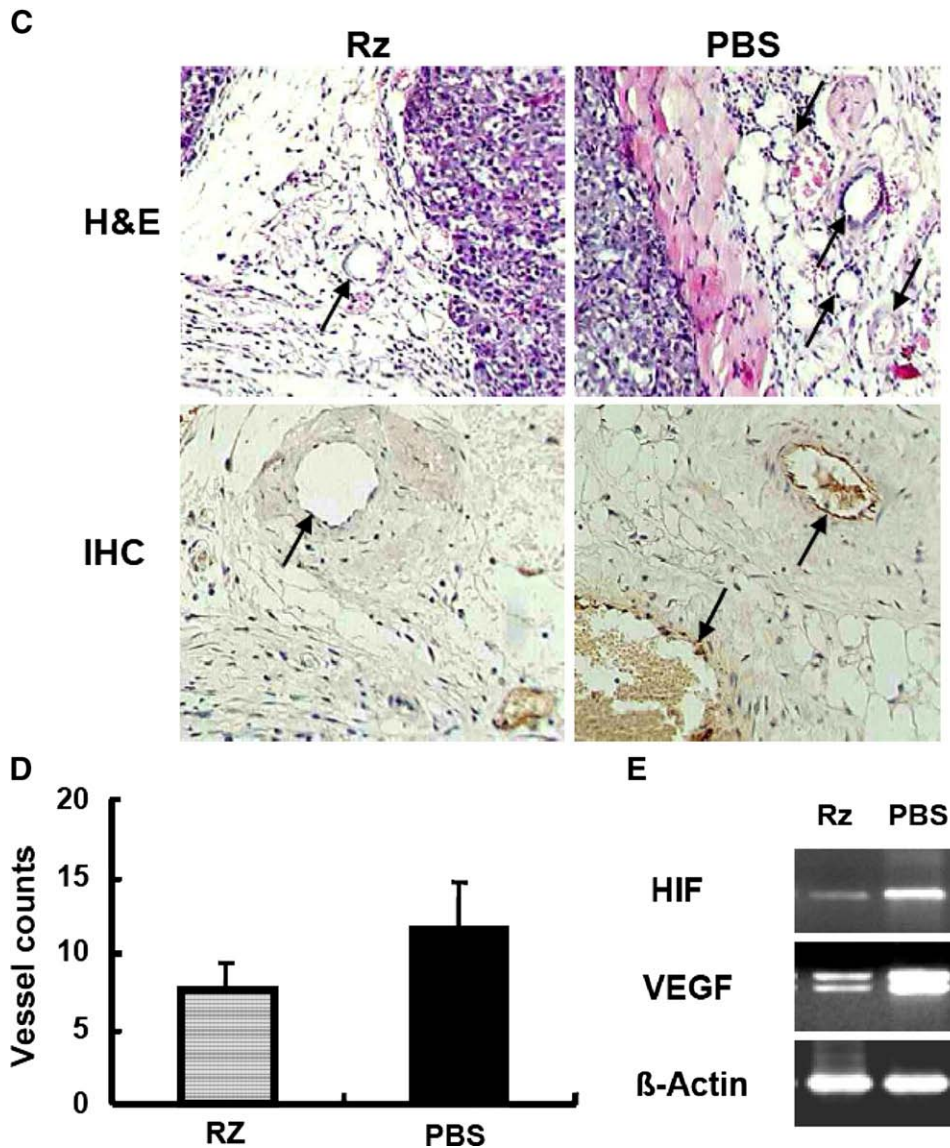 C
Rz PBS
H&E
IHC
D
20
15
10
5
0
Vessel counts
RZ PBS
E
Rz PBS
HIF
VEGF
ß-Actin